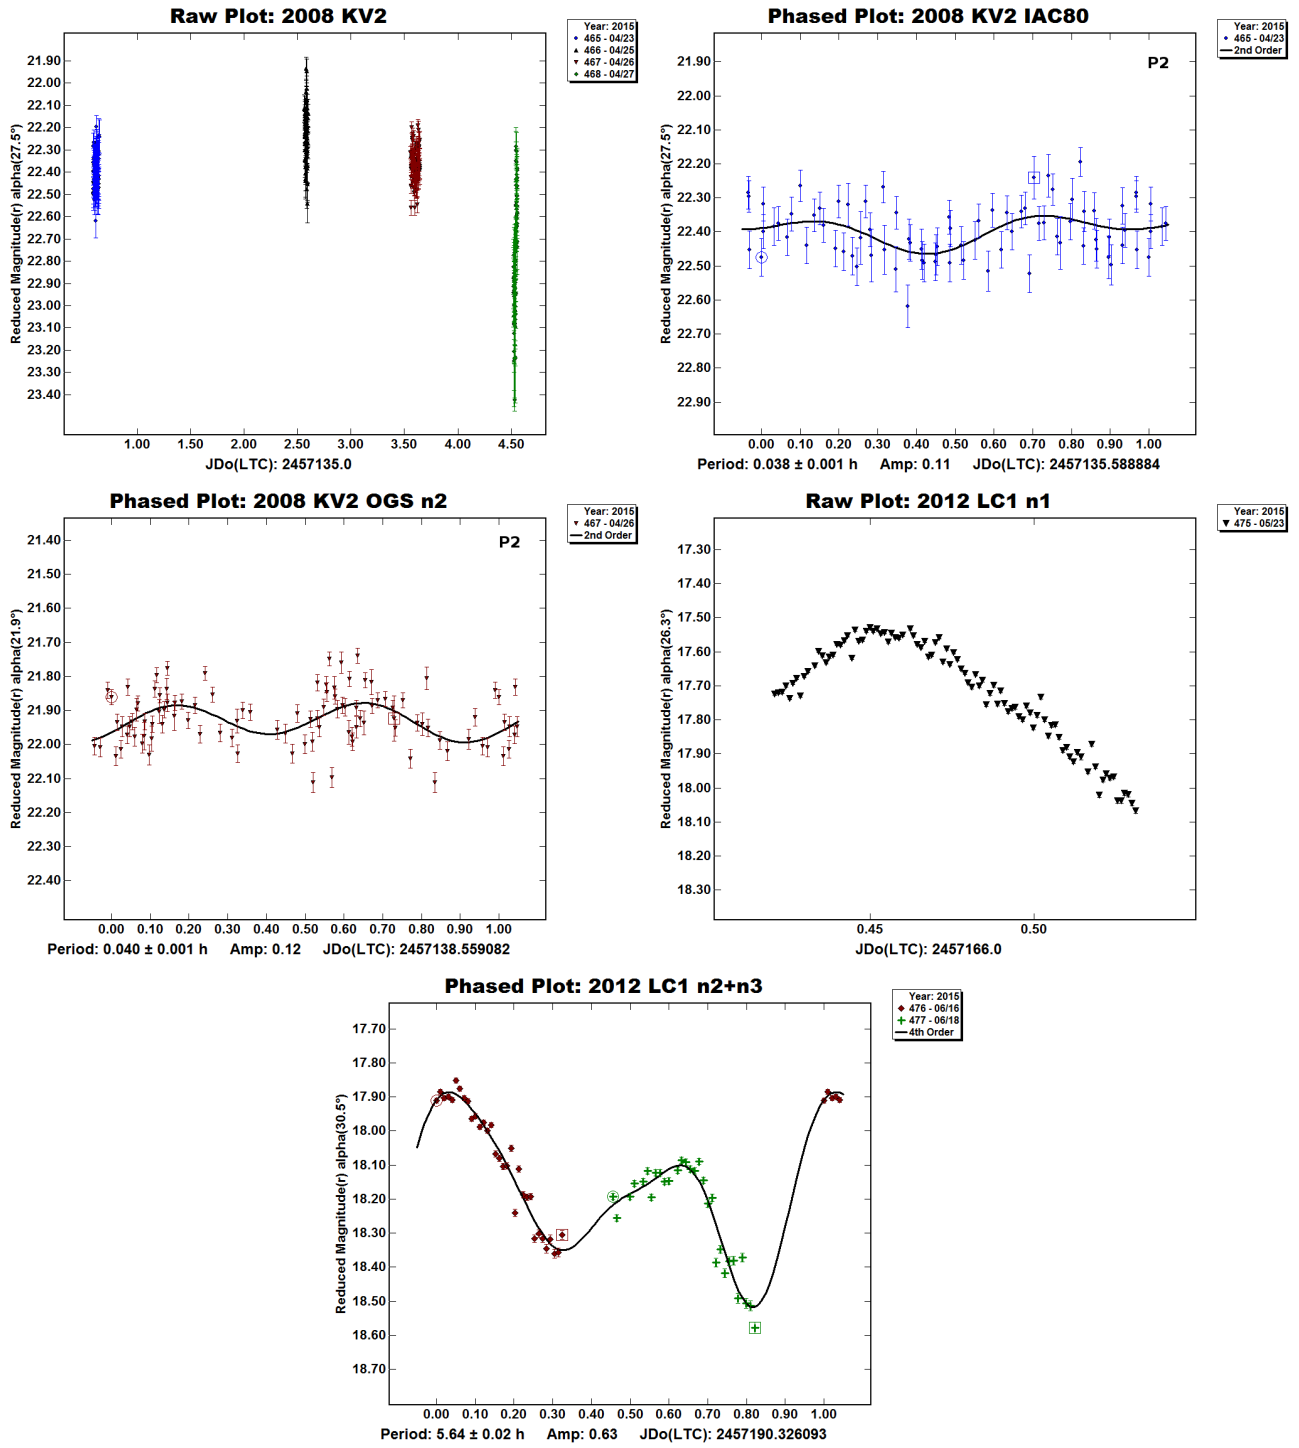 Raw Plot: 2008 KV2
Year: 2015
465 - 04/23
466 - 04/25
467 - 04/26
468 - 04/27
Reduced Magnitude(r) alpha(27.5°)
21.90
22.00
22.10
22.20
22.30
22.40
22.50
22.60
22.70
22.80
22.90
23.00
23.10
23.20
23.30
23.40
1.00 1.50 2.00 2.50 3.00 3.50 4.00 4.50
JDo(LTC): 2457135.0
Phased Plot: 2008 KV2 IAC80
Year: 2015
465 - 04/23
2nd Order
P2
Reduced Magnitude(r) alpha(27.5°)
21.90
22.00
22.10
22.20
22.30
22.40
22.50
22.60
22.70
22.80
22.90
0.00 0.10 0.20 0.30 0.40 0.50 0.60 0.70 0.80 0.90 1.00
Period: 0.038 ± 0.001 h Amp: 0.11 JDo(LTC): 2457135.588884
Phased Plot: 2008 KV2 OGS n2
Year: 2015
467 - 04/26
2nd Order
P2
Reduced Magnitude(r) alpha(21.9°)
21.40
21.50
21.60
21.70
21.80
21.90
22.00
22.10
22.20
22.30
22.40
0.00 0.10 0.20 0.30 0.40 0.50 0.60 0.70 0.80 0.90 1.00
Period: 0.040 ± 0.001 h Amp: 0.12 JDo(LTC): 2457138.559082
Raw Plot: 2012 LC1 n1
Year: 2015
475 - 05/23
Reduced Magnitude(r) alpha(26.3°)
17.30
17.40
17.50
17.60
17.70
17.80
17.90
18.00
18.10
18.20
18.30
0.45 0.50
JDo(LTC): 2457166.0
Phased Plot: 2012 LC1 n2+n3
Year: 2015
476 - 06/16
477 - 06/18
4th Order
Reduced Magnitude(r) alpha(30.5°)
17.70
17.80
17.90
18.00
18.10
18.20
18.30
18.40
18.50
18.60
18.70
0.00 0.10 0.20 0.30 0.40 0.50 0.60 0.70 0.80 0.90 1.00
Period: 5.64 ± 0.02 h Amp: 0.63 JDo(LTC): 2457190.326093